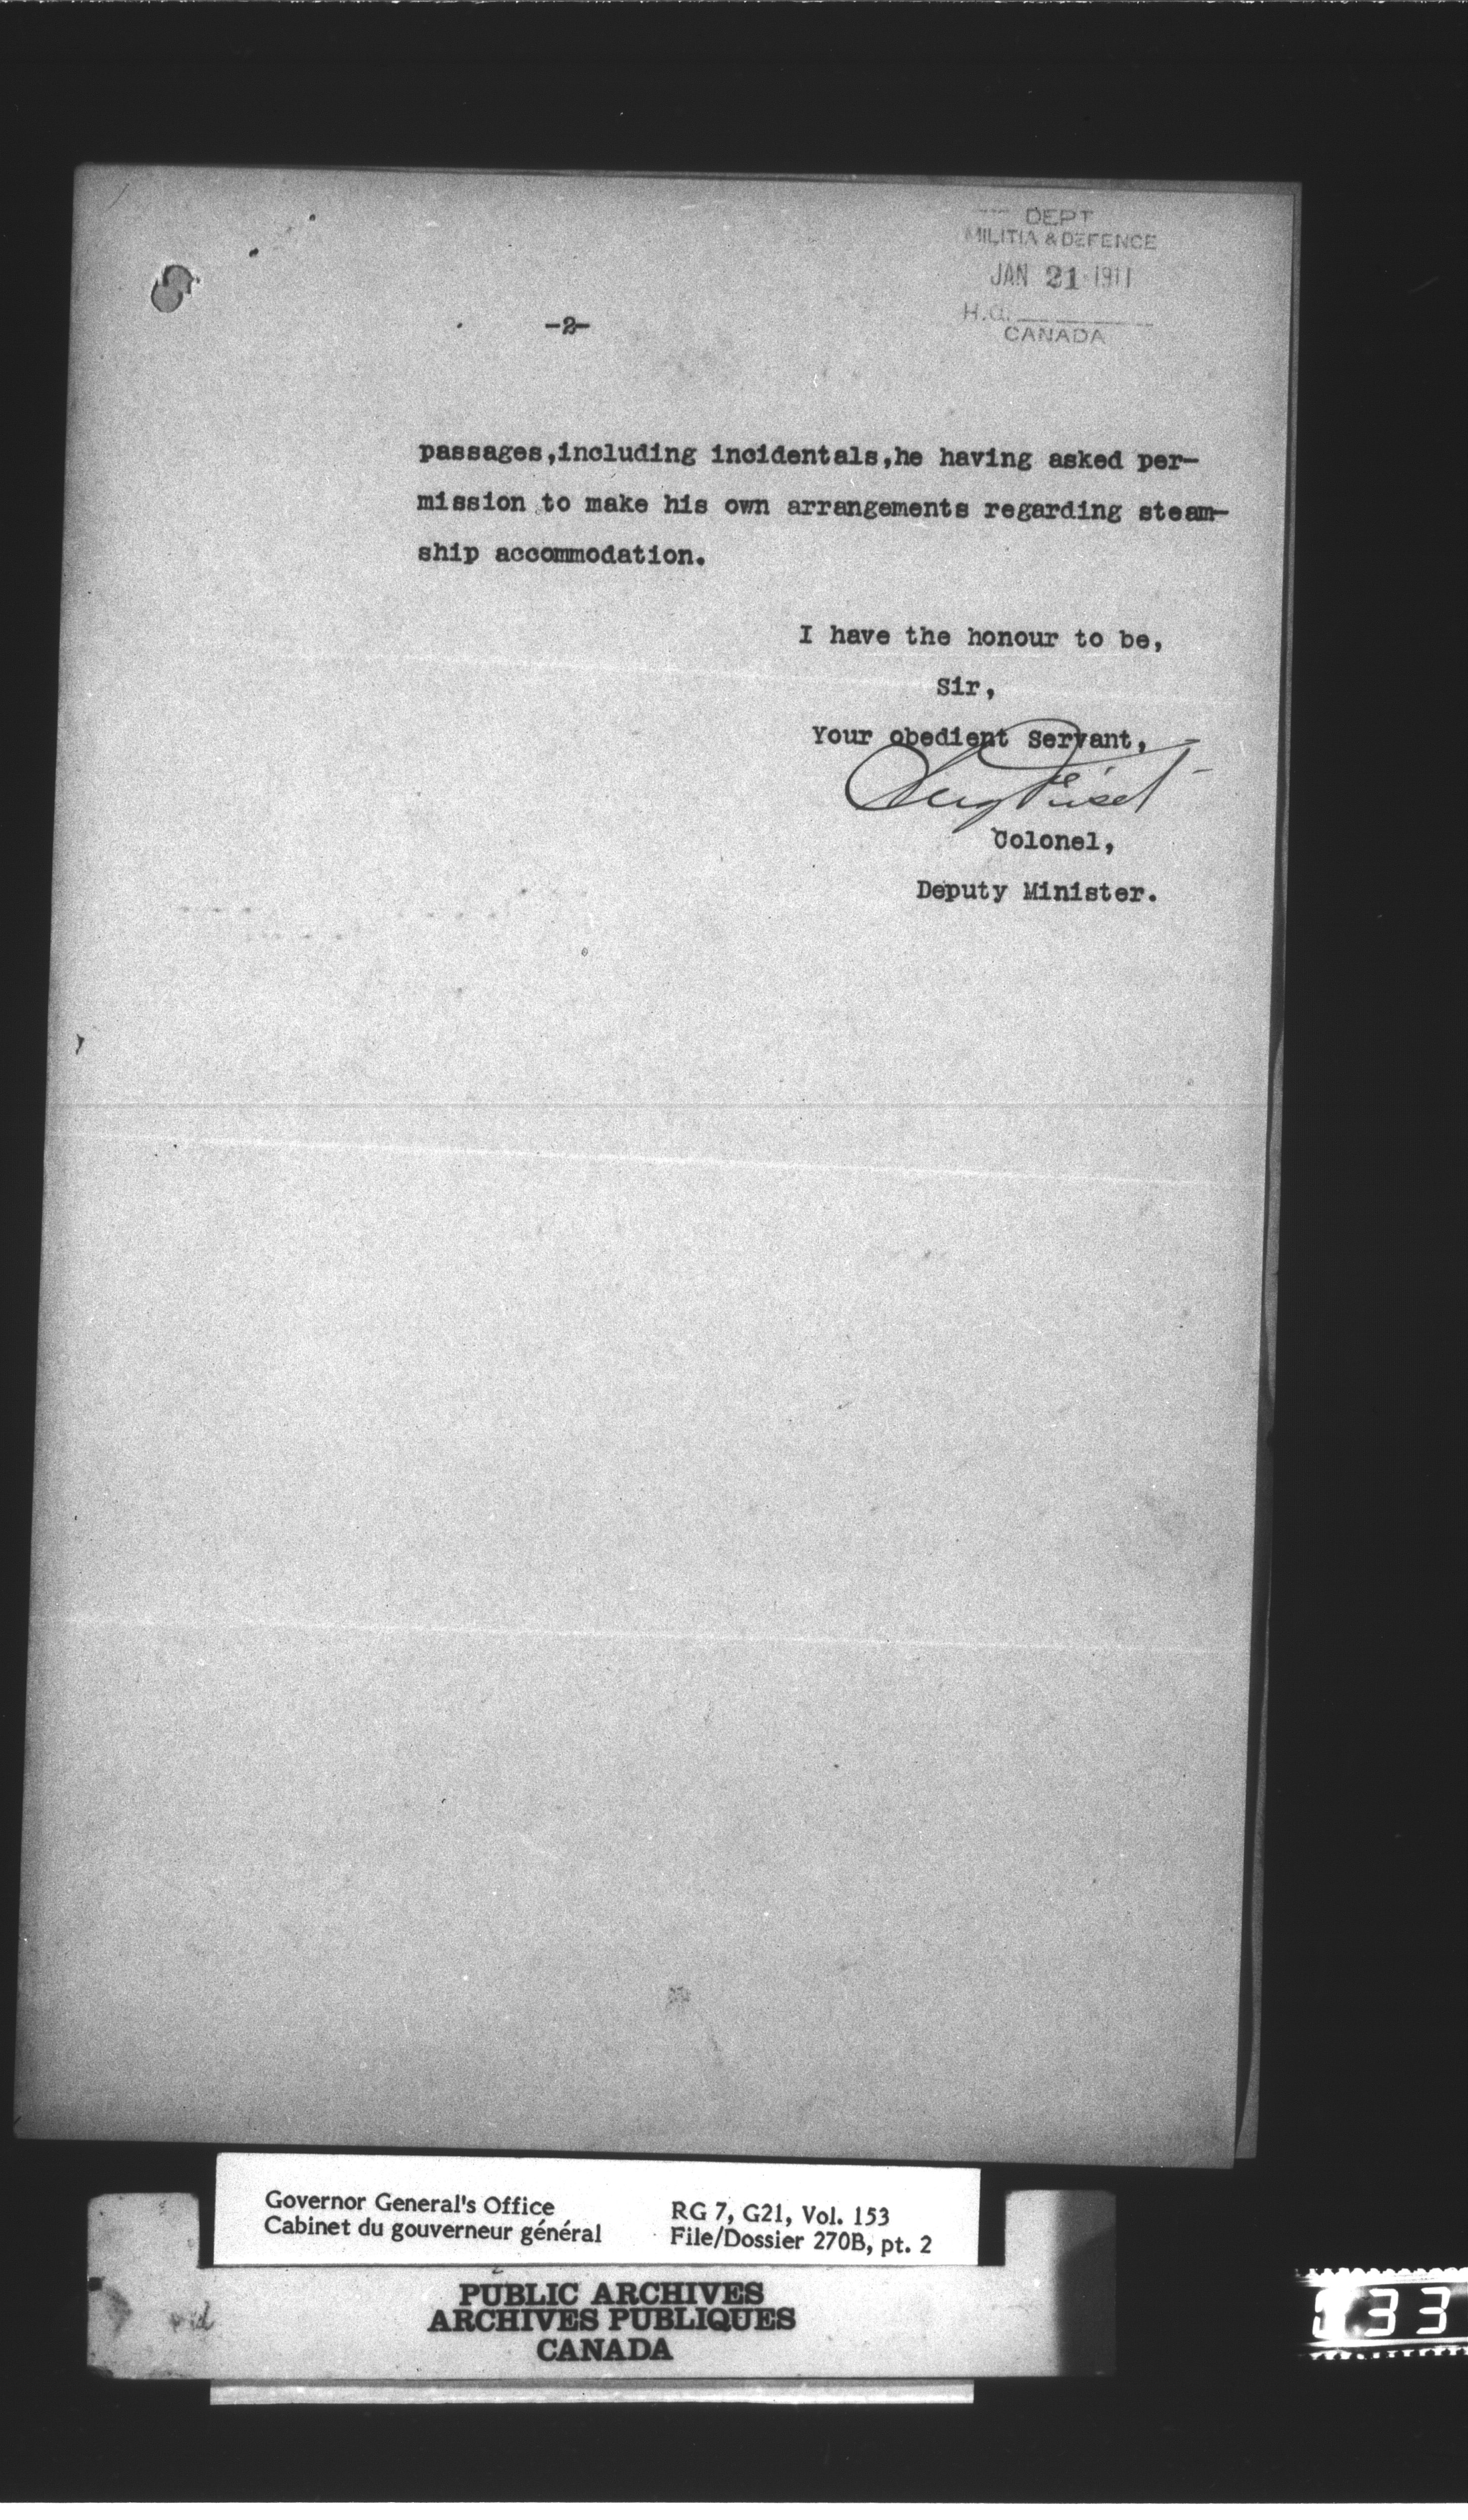 DEPT
MILITIA & DEFENCE
JAN 21 1911
H.Q.
CANADA
-2-
passages,including incidentals,he having asked per-
mission to make his own arrangements regarding steam-
ship accommodation.
I have the honour to be,
Sir,
Your obedient Servant,
Colonel,
Deputy Minister.
Governor General's Office
Cabinet du gouverneur général
RG 7, G21, Vol. 153
File/Dossier 270B, pt. 2
PUBLIC ARCHIVES
ARCHIVES PUBLIQUES
CANADA
33